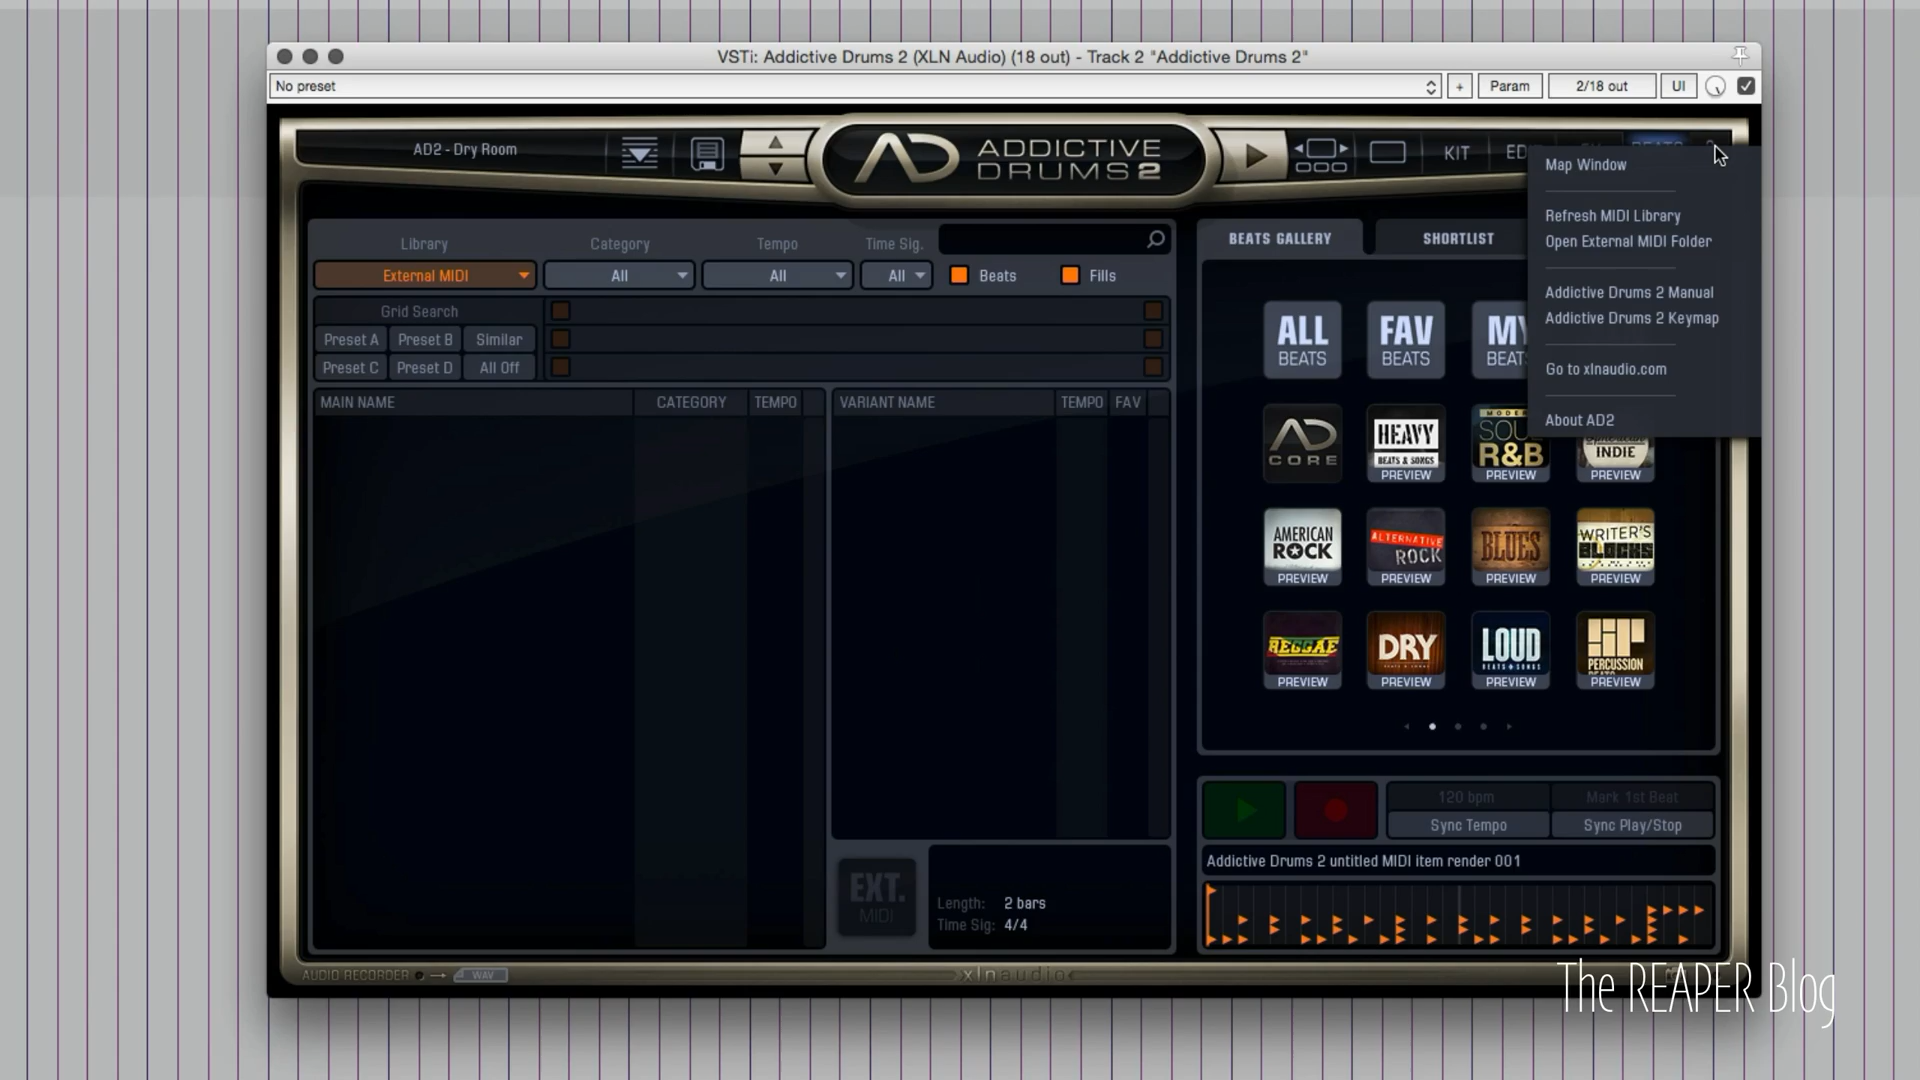 VSTi: Addictive Drums 2 (XLN Audio) (18 out) - Track 2 "Addictive Drums 2"
No preset
+
Param
2/18 out
UI
AD2 - Dry Room
ADDICTIVE
DRUMS 2
KIT
Map Window
Refresh MIDI Library
Open External MIDI Folder
Addictive Drums 2 Manual
Addictive Drums 2 Keymap
Go to xlnaudio.com
About AD2
Library
Category
Tempo
Time Sig.
External MIDI
All
All
All
Beats
Fills
Grid Search
Preset A
Preset B
Similar
Preset C
Preset D
All Off
MAIN NAME
CATEGORY
TEMPO
VARIANT NAME
TEMPO
FAV
BEATS GALLERY
SHORTLIST
ALL
BEATS
FAV
BEATS
MY
AD
CORE
HEAVY
BEATS & SONGS
PREVIEW
SOUL
R&B
PREVIEW
INDIE
PREVIEW
AMERICAN
ROCK
PREVIEW
ALTERNATIVE
ROCK
PREVIEW
BLUES
PREVIEW
WRITER'S
BLOCKS
PREVIEW
REGGAE
PREVIEW
DRY
PREVIEW
LOUD
BEATS + SONGS
PREVIEW
PERCUSSION
PREVIEW
120 bpm
Mark 1st Beat
Sync Tempo
Sync Play/Stop
Addictive Drums 2 untitled MIDI item render 001
EXT.
MIDI
Length: 2 bars
Time Sig: 4/4
AUDIO RECORDER
WAV
xlnaudio
The REAPER Blog